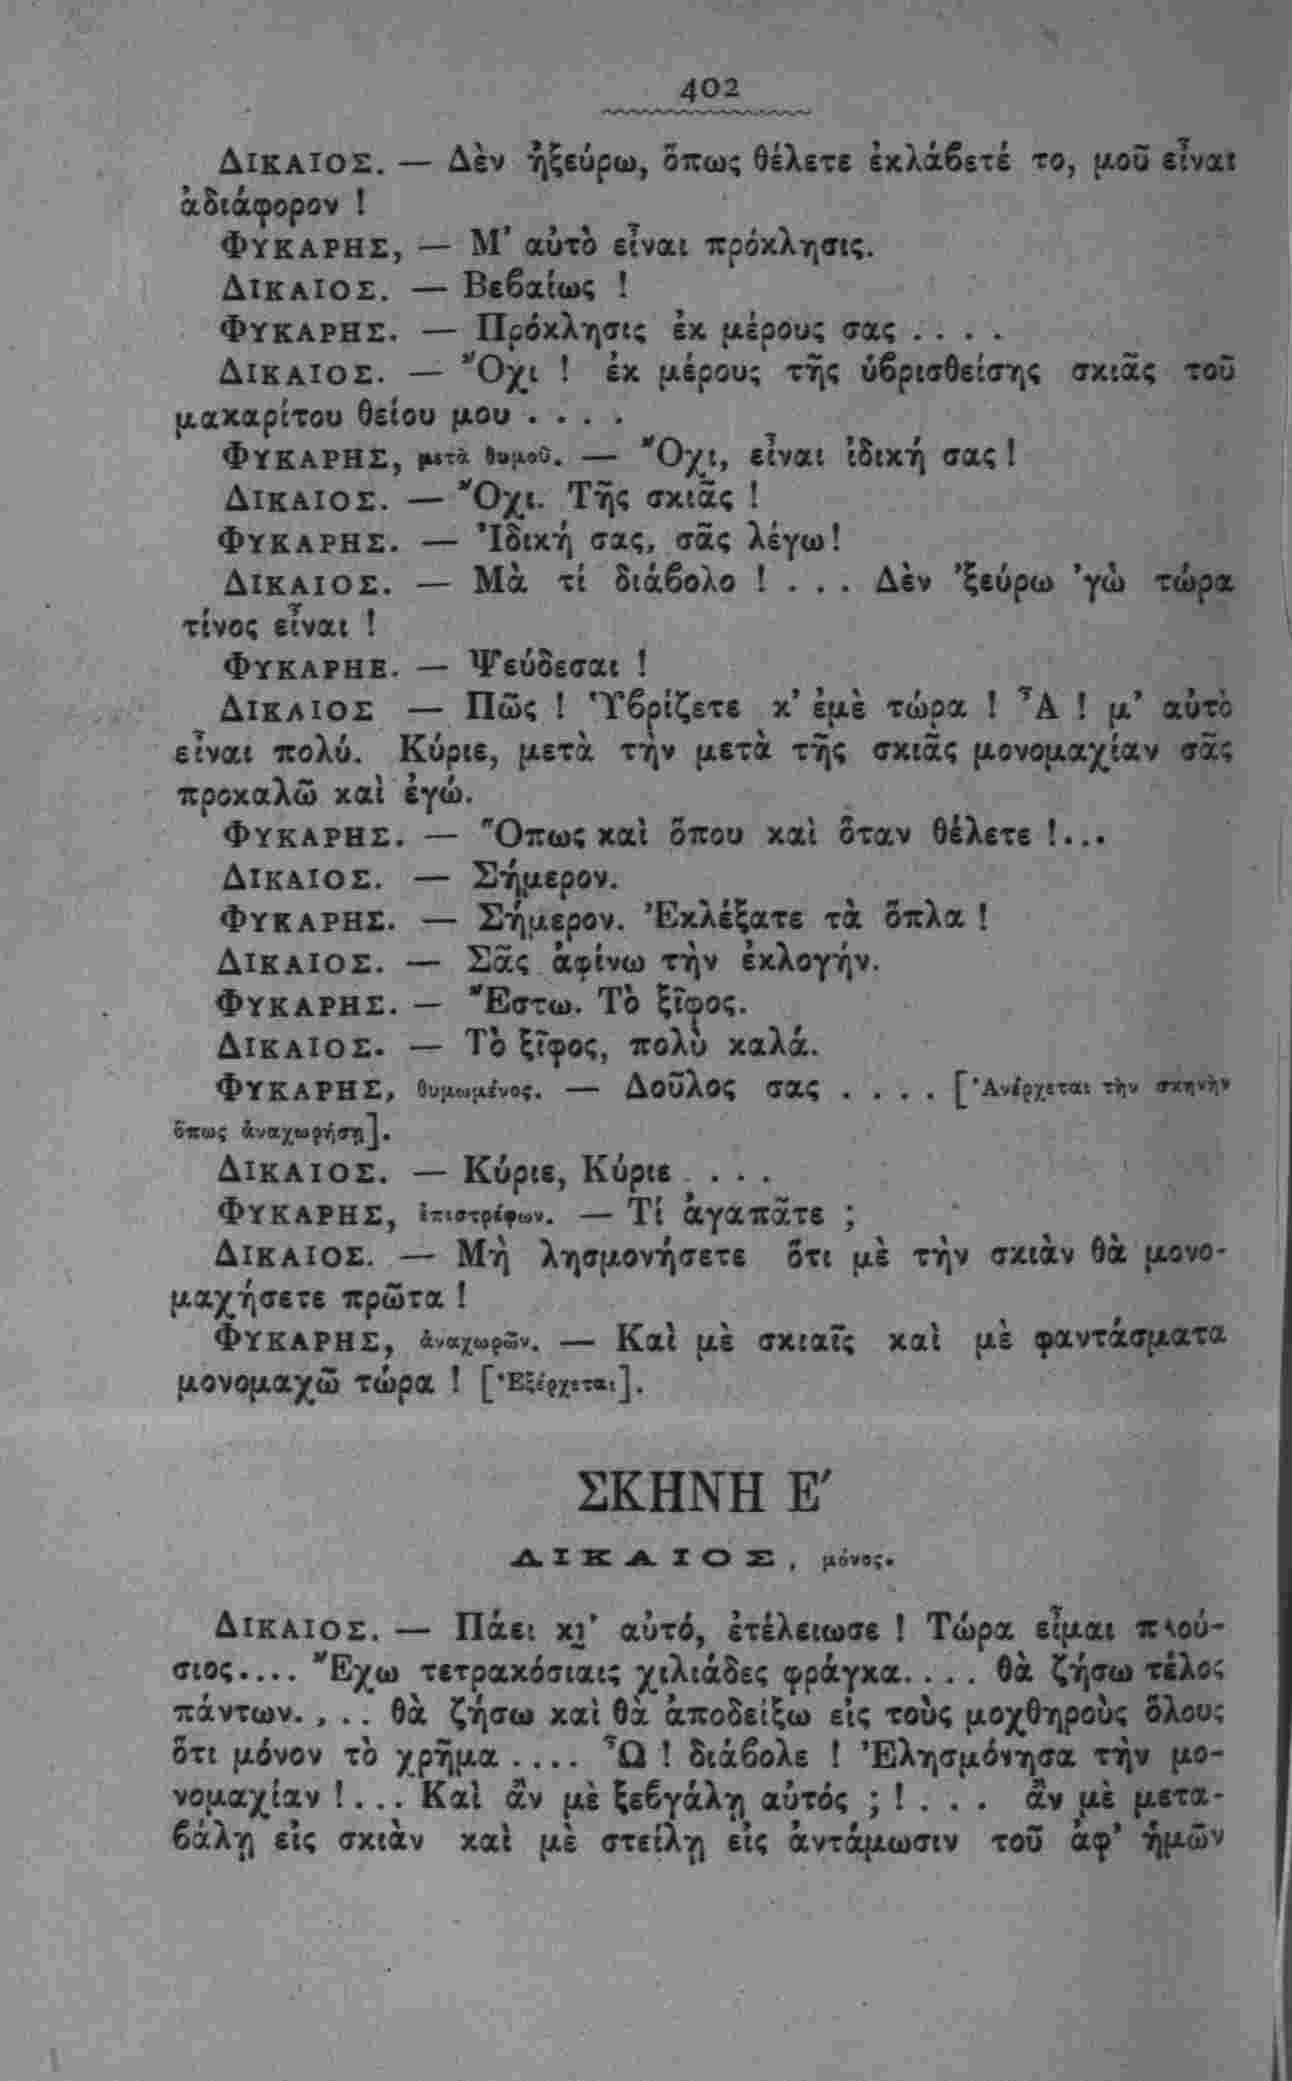 402
ΔΙΚΑΙΟΣ. — Δὲν ἠξεύρω, ὅπως θέλετε ἐκλάβετέ το, μοῦ εἶναι
ἀδιάφορον !
ΦΥΚΑΡΗΣ, — Μ' αὐτὸ εἶναι πρόκλησις.
ΔΙΚΑΙΟΣ. — Βεβαίως !
ΦΥΚΑΡΗΣ. — Πρόκλησις ἐκ μέρους σας . . . .
ΔΙΚΑΙΟΣ. — Ὄχι ! ἐκ μέρους τῆς ὑβρισθείσης σκιᾶς τοῦ
μακαρίτου θείου μου . . . .
ΦΥΚΑΡΗΣ, μετὰ θυμοῦ. — Ὄχι, εἶναι ἰδική σας !
ΔΙΚΑΙΟΣ. — Ὄχι. Τῆς σκιᾶς !
ΦΥΚΑΡΗΣ. — Ἰδική σας, σᾶς λέγω!
ΔΙΚΑΙΟΣ. — Μὰ τί διάβολο ! . . . Δὲν 'ξεύρω 'γὼ τώρα
τίνος εἶναι !
ΦΥΚΑΡΗΕ. — Ψεύδεσαι !
ΔΙΚΑΙΟΣ — Πῶς ! Ὑβρίζετε κ' ἐμὲ τώρα ! Ἆ ! μ' αὐτὸ
εἶναι πολύ. Κύριε, μετὰ τὴν μετὰ τῆς σκιᾶς μονομαχίαν σᾶς
προκαλῶ καὶ ἐγώ.
ΦΥΚΑΡΗΣ. — Ὅπως καὶ ὅπου καὶ ὅταν θέλετε !...
ΔΙΚΑΙΟΣ. — Σήμερον.
ΦΥΚΑΡΗΣ. — Σήμερον. Ἐκλέξατε τὰ ὅπλα !
ΔΙΚΑΙΟΣ. — Σᾶς ἀφίνω τὴν ἐκλογήν.
ΦΥΚΑΡΗΣ. — Ἔστω. Τὸ ξῖφος.
ΔΙΚΑΙΟΣ. — Τὸ ξῖφος, πολὺ καλά.
ΦΥΚΑΡΗΣ, θυμωμένος. — Δοῦλος σας . . . . [Ἀνέρχεται τὴν σκηνὴν
ὅπως ἀναχωρήσῃ].
ΔΙΚΑΙΟΣ. — Κύριε, Κύριε . . . .
ΦΥΚΑΡΗΣ, ἐπιστρέφων. — Τί ἀγαπᾶτε ;
ΔΙΚΑΙΟΣ. — Μὴ λησμονήσετε ὅτι μὲ τὴν σκιὰν θὰ μονο-
μαχήσετε πρῶτα !
ΦΥΚΑΡΗΣ, ἀναχωρῶν. — Καὶ μὲ σκιαῖς καὶ μὲ φαντάσματα
μονομαχῶ τώρα ! [Ἐξέρχεται].
ΣΚΗΝΗ Ε'
ΔΙΚΑΙΟΣ, μόνος.
ΔΙΚΑΙΟΣ. — Πάει κι' αὐτό, ἐτέλειωσε ! Τώρα εἶμαι πλού-
σιος.... Ἔχω τετρακόσιαις χιλιάδες φράγκα.... θὰ ζήσω τέλος
πάντων.... θὰ ζήσω καὶ θὰ ἀποδείξω εἰς τοὺς μοχθηροὺς ὅλους
ὅτι μόνον τὸ χρῆμα .... Ὦ ! διάβολε ! Ἐλησμόνησα τὴν μο-
νομαχίαν !... Καὶ ἂν μὲ ξεβγάλῃ αὐτός ; ! . . . ἂν μὲ μετα-
βάλῃ εἰς σκιὰν καὶ μὲ στείλῃ εἰς ἀντάμωσιν τοῦ ἀφ' ἡμῶν